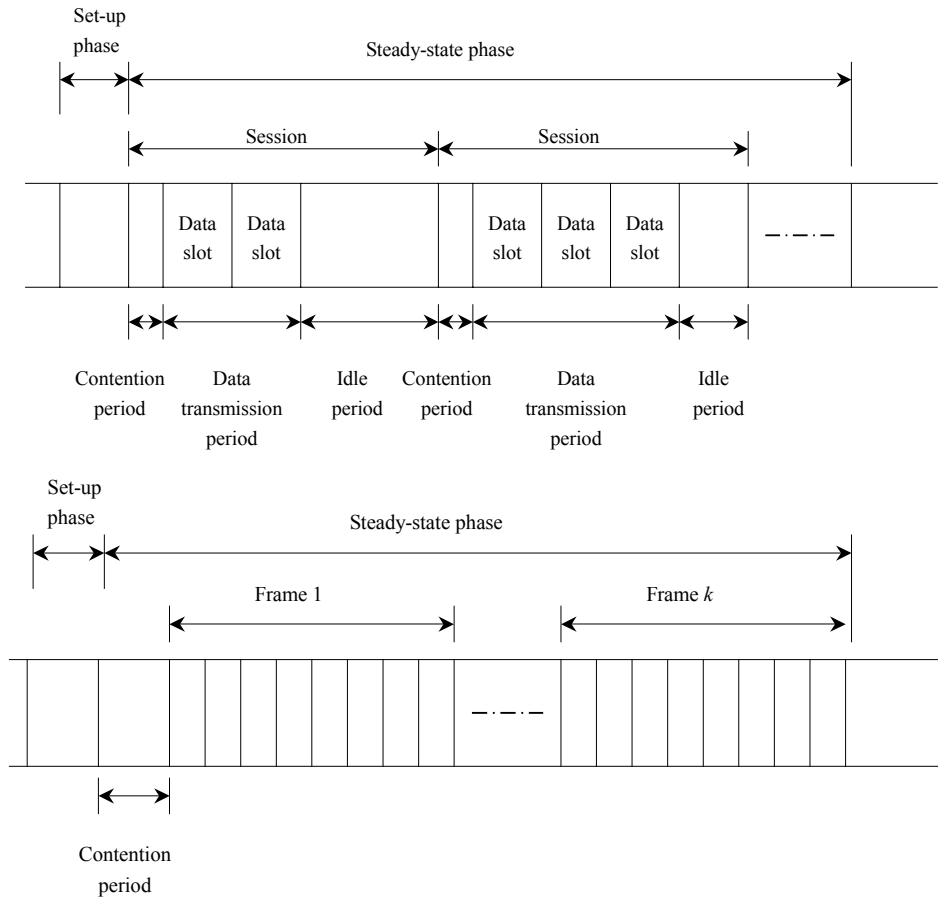 Set-up
phase
Steady-state phase
Session
Session
Data
slot
Data
slot
Data
slot
Data
slot
Data
slot
Contention
period
Data
transmission
period
Idle
period
Contention
period
Data
transmission
period
Idle
period
Set-up
phase
Steady-state phase
Frame 1
Frame k
Contention
period